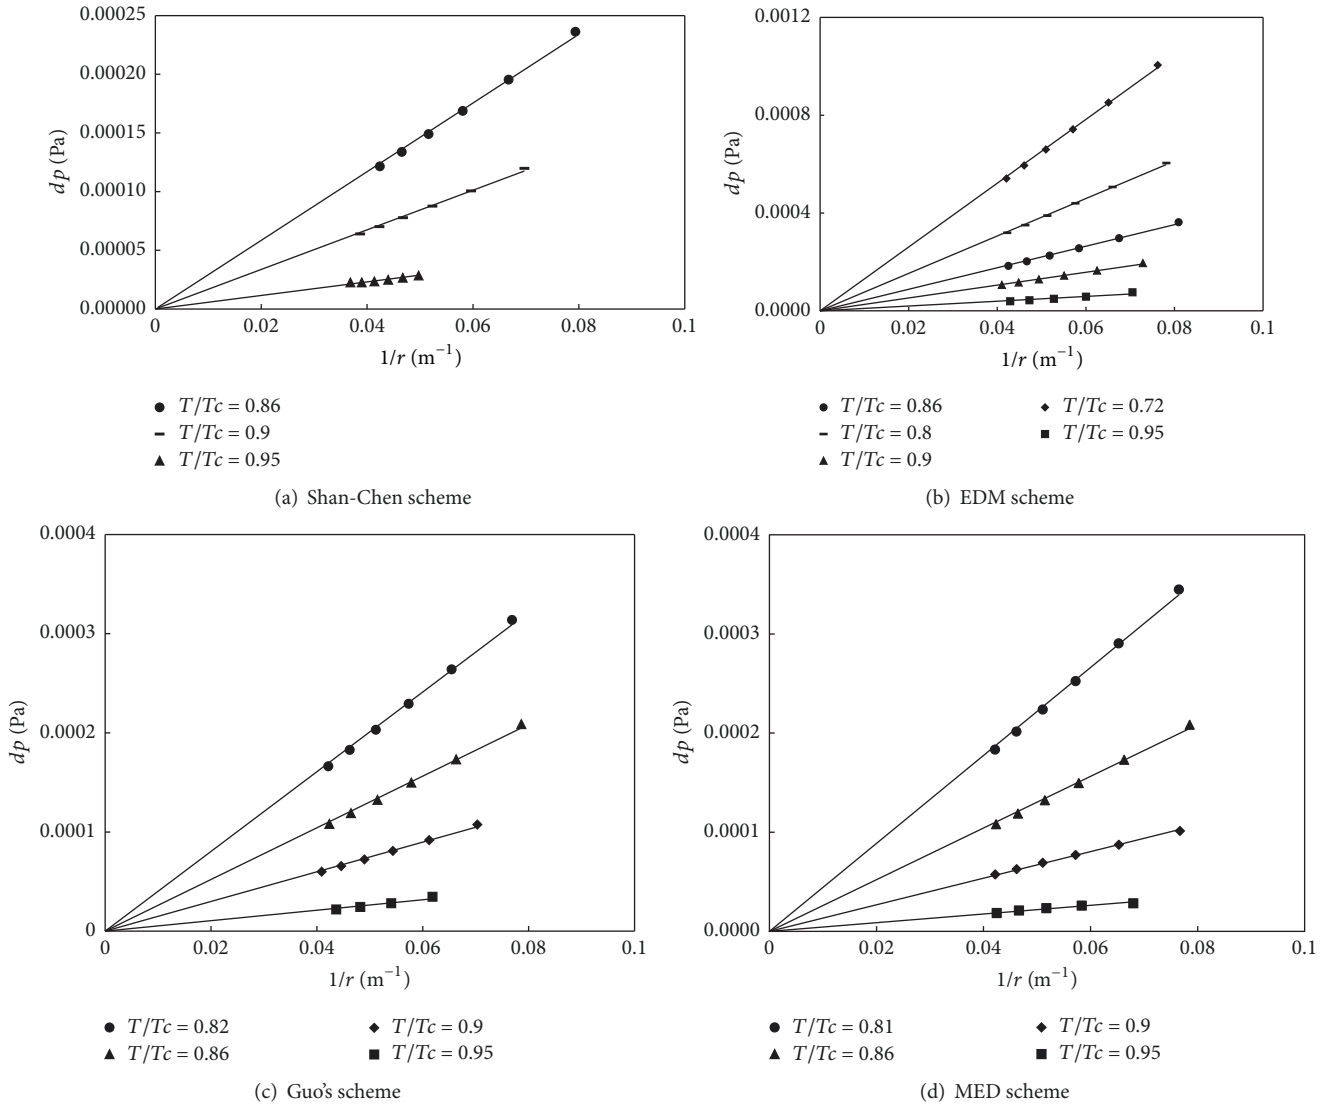 0.00025
0.00020
0.00015
0.00010
0.00005
0.00000
dp (Pa)
0 0.02 0.04 0.06 0.08 0.1
1/r (m⁻¹)
T/Tc = 0.86
T/Tc = 0.9
T/Tc = 0.95
(a) Shan-Chen scheme
0.0012
0.0008
0.0004
0.0000
dp (Pa)
0 0.02 0.04 0.06 0.08 0.1
1/r (m⁻¹)
T/Tc = 0.86 T/Tc = 0.72
T/Tc = 0.8 T/Tc = 0.95
T/Tc = 0.9
(b) EDM scheme
0.0004
0.0003
0.0002
0.0001
0
dp (Pa)
0 0.02 0.04 0.06 0.08 0.1
1/r (m⁻¹)
T/Tc = 0.82 T/Tc = 0.9
T/Tc = 0.86 T/Tc = 0.95
(c) Guo's scheme
0.0004
0.0003
0.0002
0.0001
0.0000
dp (Pa)
0 0.02 0.04 0.06 0.08 0.1
1/r (m⁻¹)
T/Tc = 0.81 T/Tc = 0.9
T/Tc = 0.86 T/Tc = 0.95
(d) MED scheme